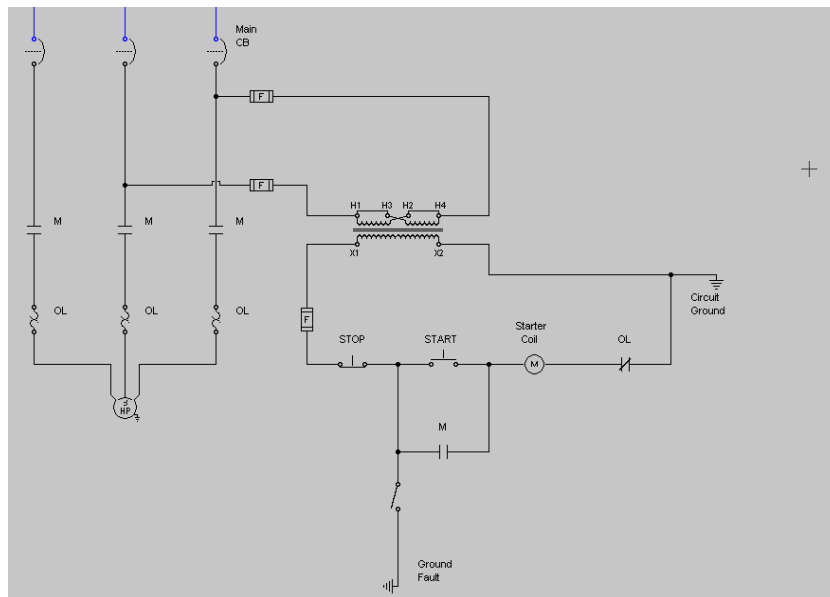 Main
CB
F
F
H1 H3 H2 H4
M M M
X1 X2
OL OL OL
F
Circuit
Ground
STOP START Starter
Coil OL
M
3
HP
M
Ground
Fault